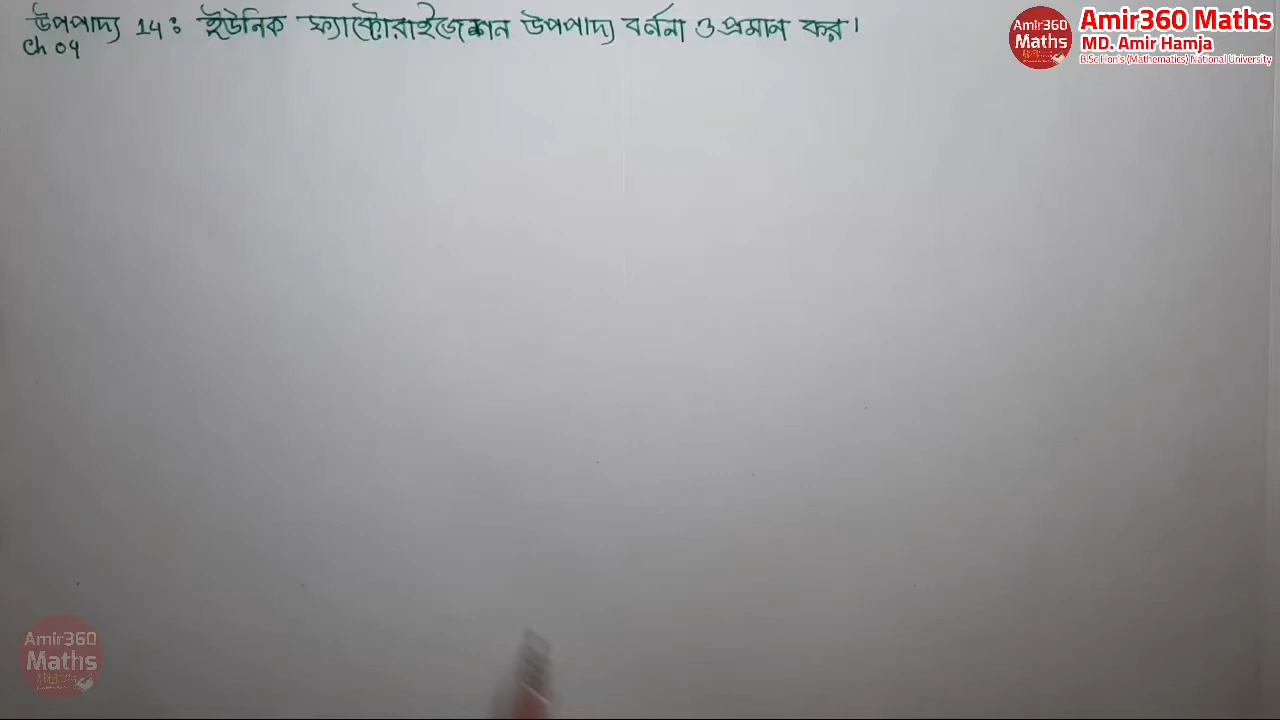 উপপাদ্য 14: ইউনিক ফ্যাক্টোরাইজেশন উপপাদ্য বর্ননা ও প্রমান কর।
Ch 04
Amir360 Maths
MD. Amir Hamja
B.Sc Hon's (Mathematics) National University
Amir360
Maths
Amir360
Maths